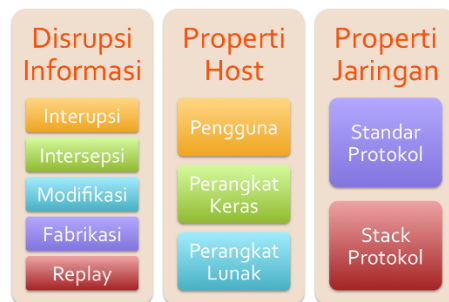 Disrupsi
Informasi
Interupsi
Intersepsi
Modifikasi
Fabrikasi
Replay
Properti
Host
Pengguna
Perangkat
Keras
Perangkat
Lunak
Properti
Jaringan
Standar
Protokol
Stack
Protokol